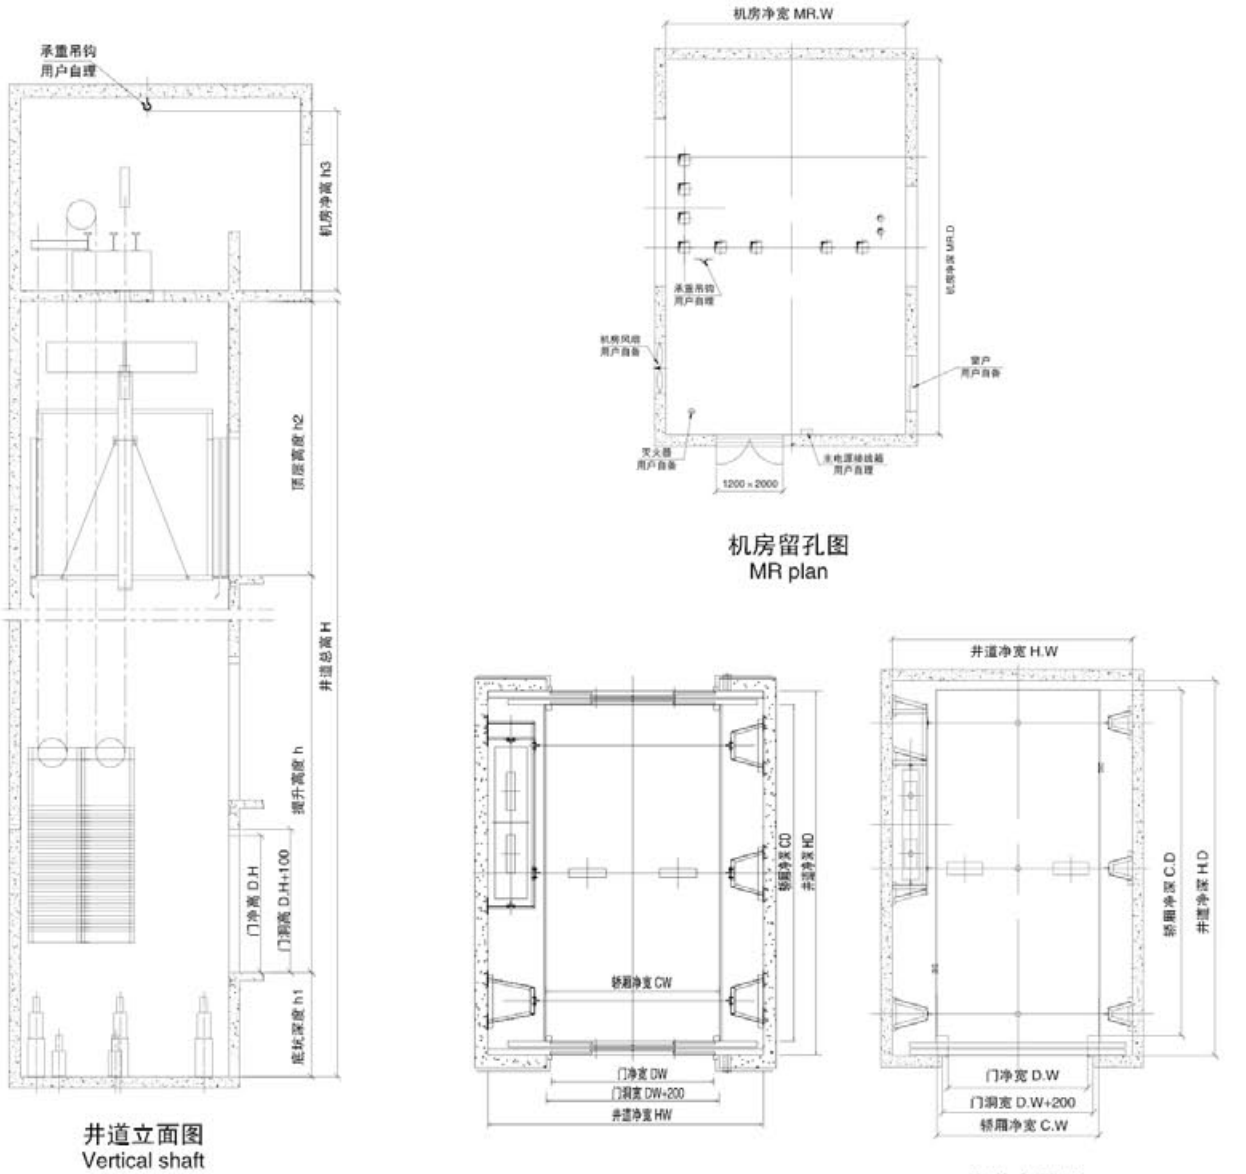 承重吊钩
用户自理
机房净高 h3
顶层高度 h2
井道总高 H
提升高度 h
门净高 D.H
门洞高 D.H+100
底坑深度 h1
井道立面图
Vertical shaft
机房净宽 MR.W
机房净深 MR.D
承重吊钩
用户自理
机房风扇
用户自备
窗户
用户自备
灭火器
用户自备
主电源接线箱
用户自理
1200×2000
机房留孔图
MR plan
轿厢净深 CD
井道净深 HD
轿厢净宽 CW
门净宽 DW
门洞宽 DW+200
井道净宽 HW
井道净宽 H.W
轿厢净深 C.D
井道净深 H.D
门净宽 D.W
门洞宽 D.W+200
轿厢净宽 C.W